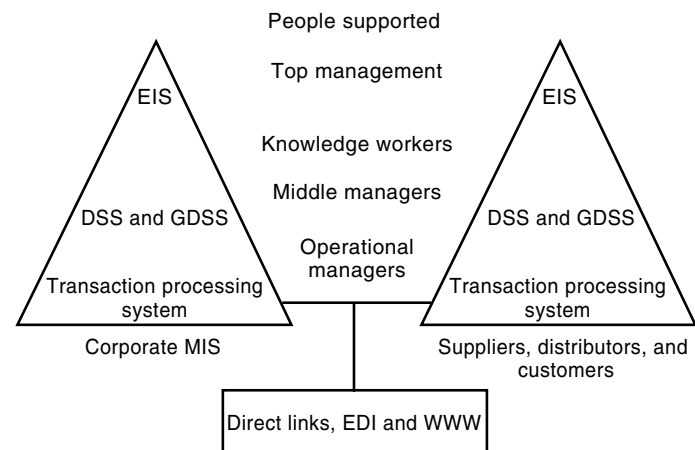 People supported
Top management
EIS
EIS
Knowledge workers
Middle managers
DSS and GDSS
DSS and GDSS
Operational
managers
Transaction processing
system
Transaction processing
system
Corporate MIS
Suppliers, distributors, and
customers
Direct links, EDI and WWW